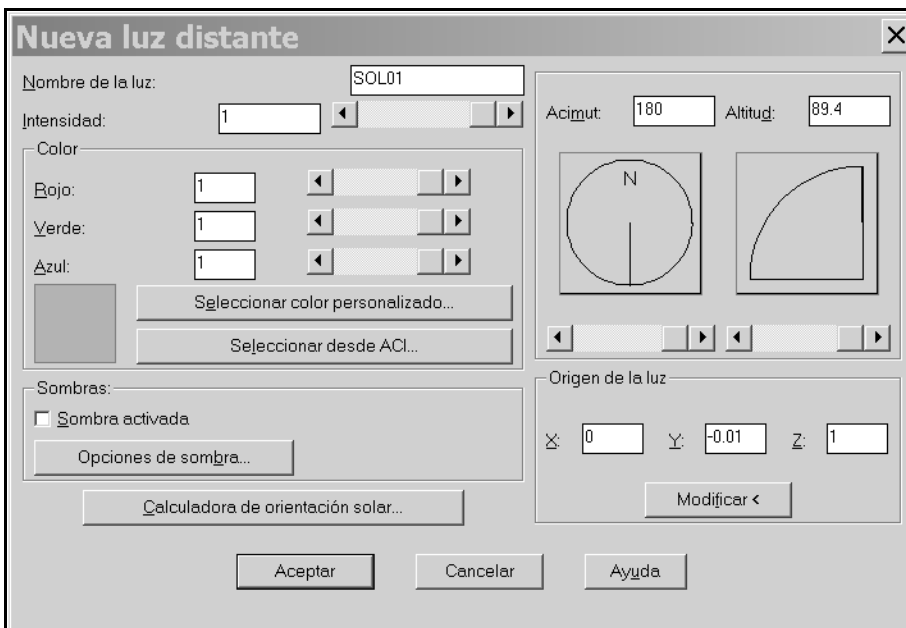 Nueva luz distante
Nombre de la luz: SOL01
Intensidad: 1
Color
Rojo: 1
Verde: 1
Azul: 1
Seleccionar color personalizado...
Seleccionar desde ACI...
Sombras:
Sombra activada
Opciones de sombra...
Calculadora de orientación solar...
Acimut: 180 Altitud: 89.4
N
Origen de la luz
X: 0 Y: -0.01 Z: 1
Modificar <
Aceptar Cancelar Ayuda